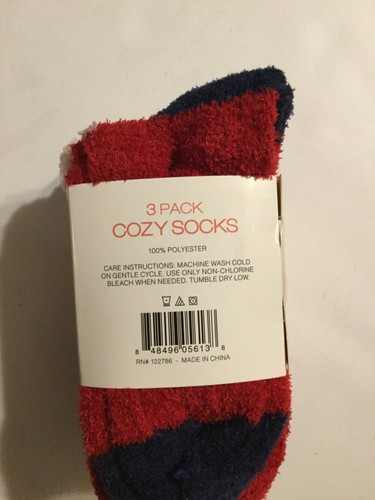 3 PACK
COZY SOCKS
100% POLYESTER
CARE INSTRUCTIONS: MACHINE WASH COLD
ON GENTLE CYCLE. USE ONLY NON-CHLORINE
BLEACH WHEN NEEDED. TUMBLE DRY LOW.
8 48496 05613 8
RN# 122786 - MADE IN CHINA